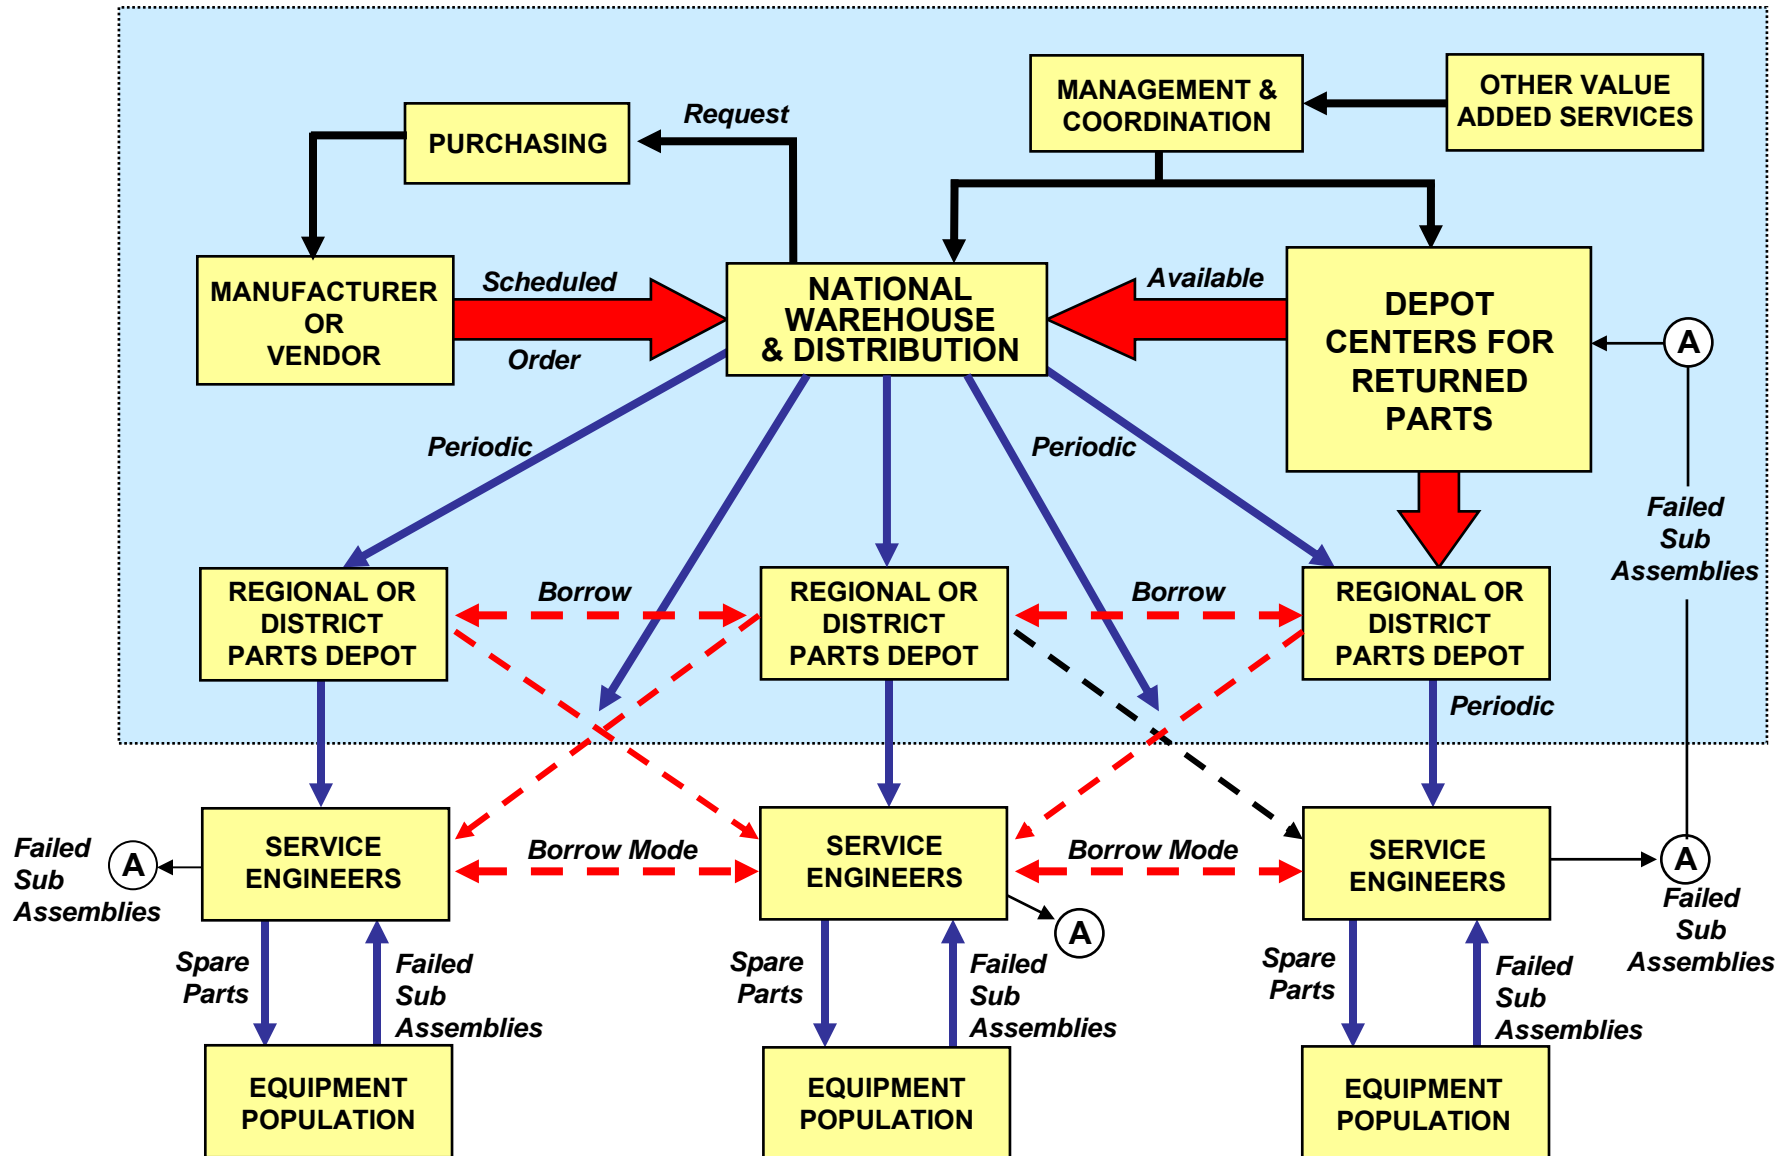 MANAGEMENT &
COORDINATION
OTHER VALUE
ADDED SERVICES
Request
PURCHASING
MANUFACTURER
OR
VENDOR
Scheduled
Order
NATIONAL
WAREHOUSE
& DISTRIBUTION
Available
DEPOT
CENTERS FOR
RETURNED
PARTS
A
Periodic
Periodic
Failed
Sub
Assemblies
REGIONAL OR
DISTRICT
PARTS DEPOT
Borrow
REGIONAL OR
DISTRICT
PARTS DEPOT
Borrow
REGIONAL OR
DISTRICT
PARTS DEPOT
Periodic
Failed
Sub
Assemblies
A
SERVICE
ENGINEERS
Borrow Mode
SERVICE
ENGINEERS
A
Borrow Mode
SERVICE
ENGINEERS
A
Failed
Sub
Assemblies
Spare
Parts
Failed
Sub
Assemblies
Spare
Parts
Failed
Sub
Assemblies
Spare
Parts
Failed
Sub
Assemblies
EQUIPMENT
POPULATION
EQUIPMENT
POPULATION
EQUIPMENT
POPULATION